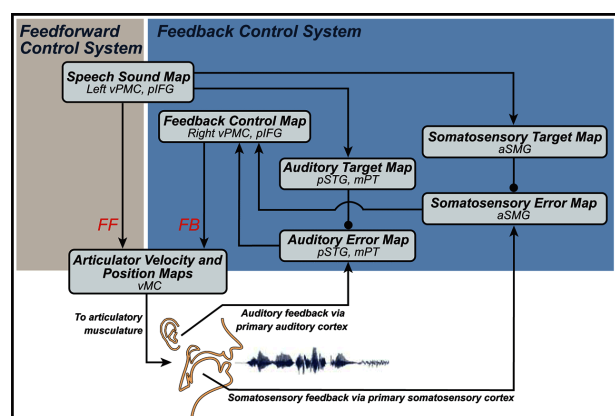 Feedforward
Control System
Feedback Control System
Speech Sound Map
Left vPMC, pIFG
Feedback Control Map
Right vPMC, pIFG
Somatosensory Target Map
aSMG
Auditory Target Map
pSTG, mPT
Somatosensory Error Map
aSMG
FF
FB
Auditory Error Map
pSTG, mPT
Articulator Velocity and
Position Maps
vMC
To articulatory
musculature
Auditory feedback via
primary auditory cortex
Somatosensory feedback via primary somatosensory cortex